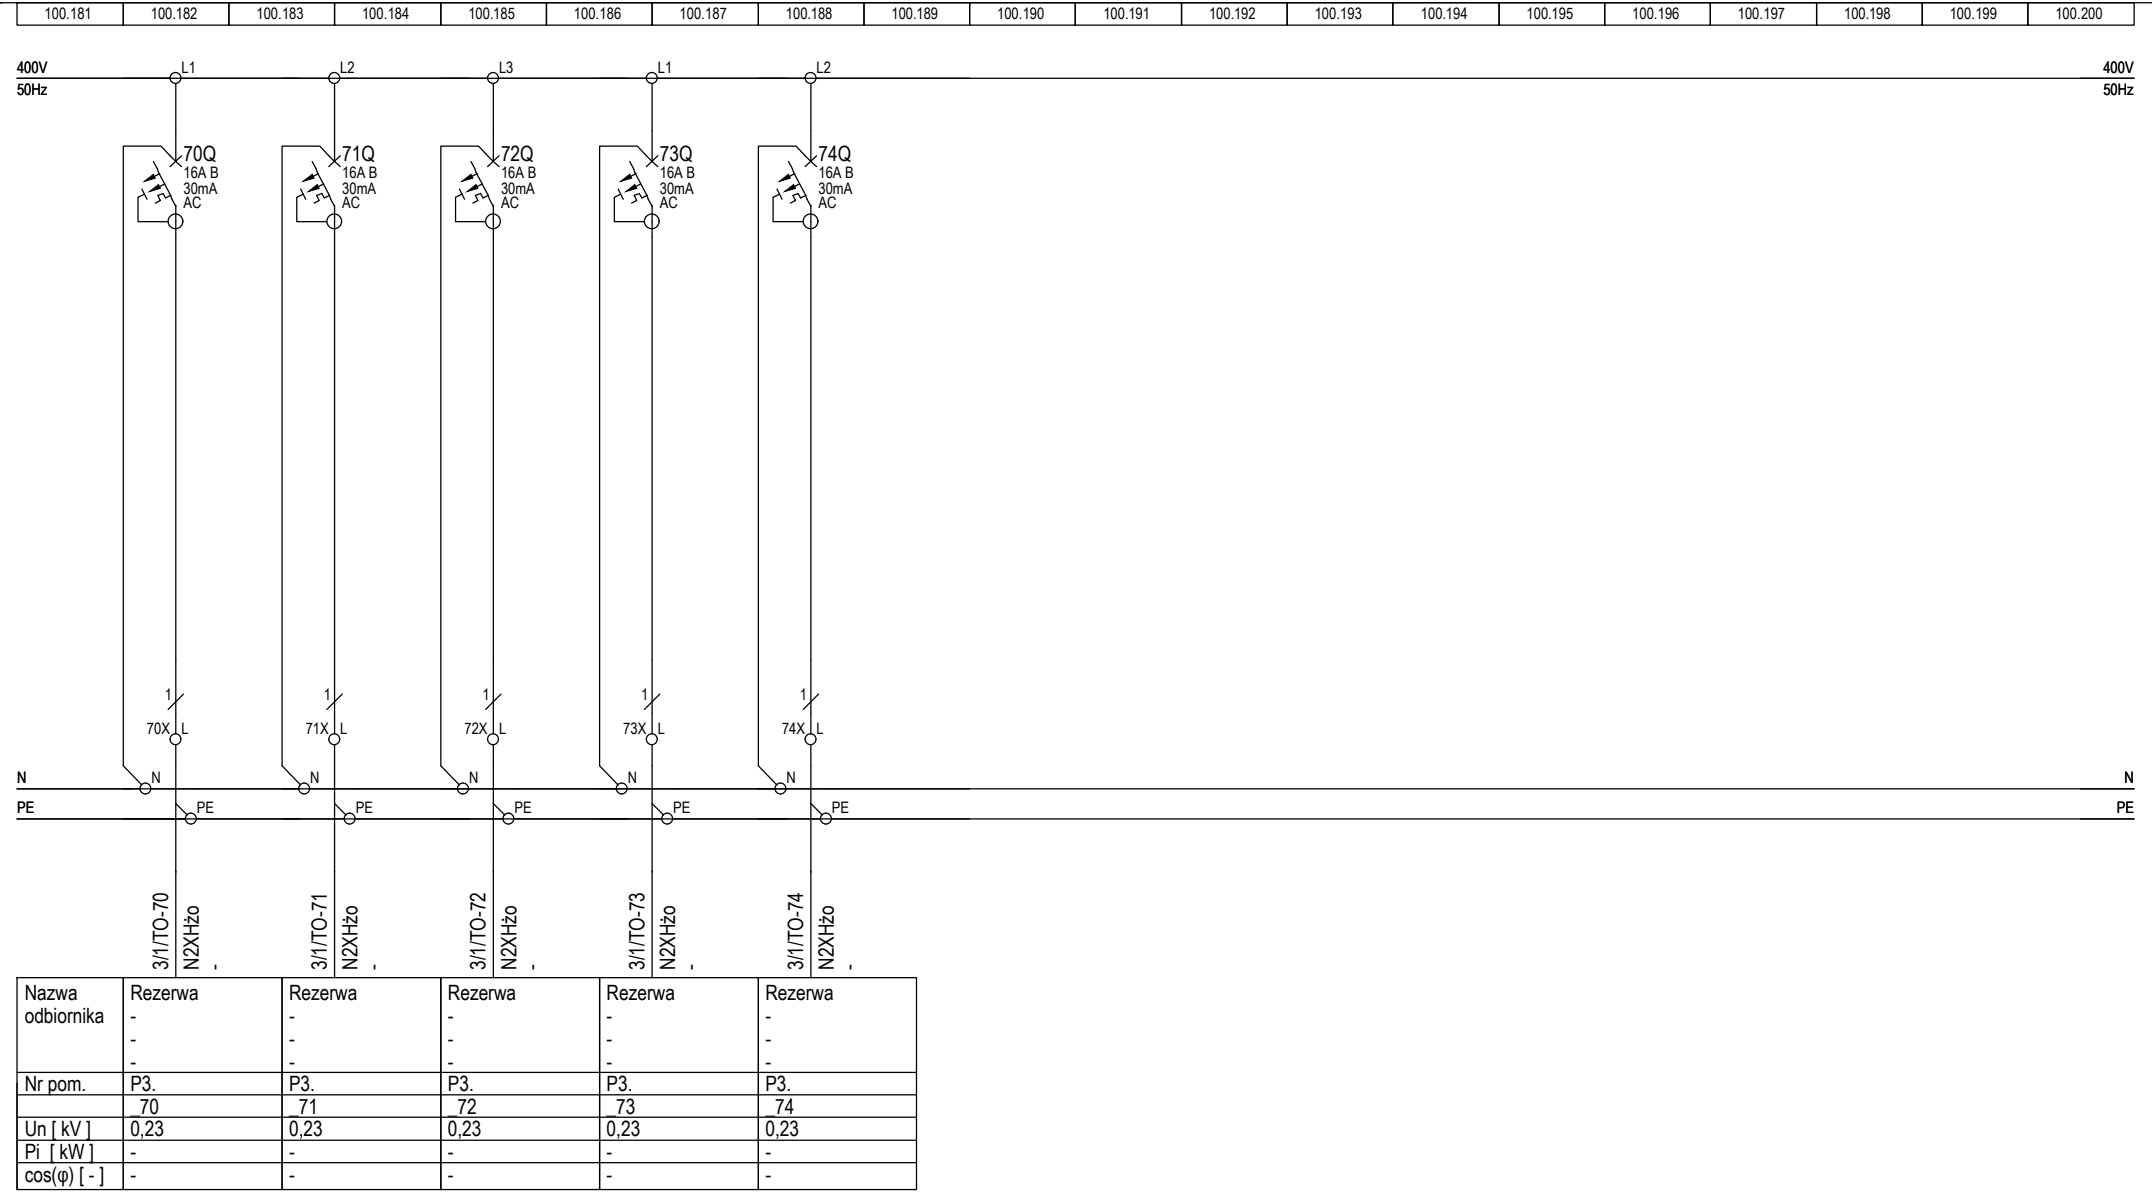 100.181 100.182 100.183 100.184 100.185 100.186 100.187 100.188 100.189 100.190 100.191 100.192 100.193 100.194 100.195 100.196 100.197 100.198 100.199 100.200
400V L1 L2 L3 L1 L2 400V
50Hz 50Hz
70Q 71Q 72Q 73Q 74Q
16A B 16A B 16A B 16A B 16A B
30mA 30mA 30mA 30mA 30mA
AC AC AC AC AC
1 1 1 1 1
70X L 71X L 72X L 73X L 74X L
N N N N N N N
PE PE PE PE PE PE PE
3/1/TO-70
N2XHżo
-
3/1/TO-71
N2XHżo
-
3/1/TO-72
N2XHżo
-
3/1/TO-73
N2XHżo
-
3/1/TO-74
N2XHżo
-
Nazwa Rezerwa Rezerwa Rezerwa Rezerwa Rezerwa
odbiornika - - - - -
- - - - -
- - - - -
Nr pom. P3. P3. P3. P3. P3.
_70 _71 _72 _73 _74
Un [ kV ] 0,23 0,23 0,23 0,23 0,23
Pi [ kW ] - - - - -
cos(φ) [ - ] - - - - -